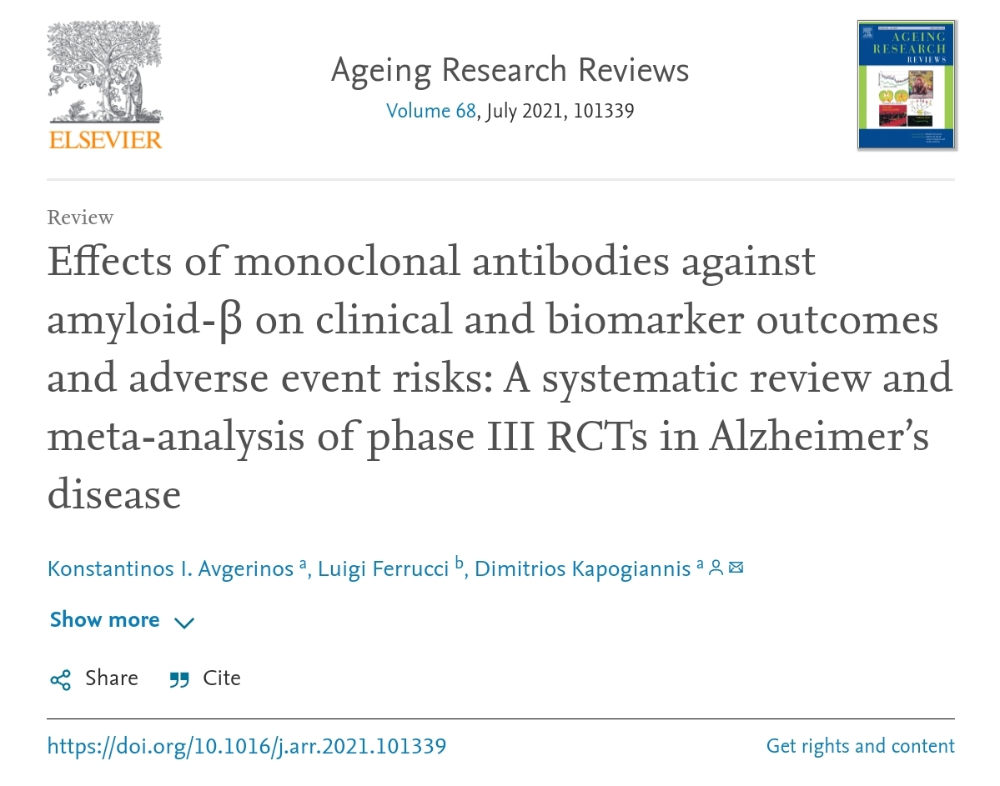 ELSEVIER
Ageing Research Reviews
Volume 68, July 2021, 101339
AGEING
RESEARCH
REVIEWS
Review
Effects of monoclonal antibodies against
amyloid-β on clinical and biomarker outcomes
and adverse event risks: A systematic review and
meta-analysis of phase III RCTs in Alzheimer’s
disease
Konstantinos I. Avgerinos a, Luigi Ferrucci b, Dimitrios Kapogiannis a
Show more
Share Cite
https://doi.org/10.1016/j.arr.2021.101339 Get rights and content